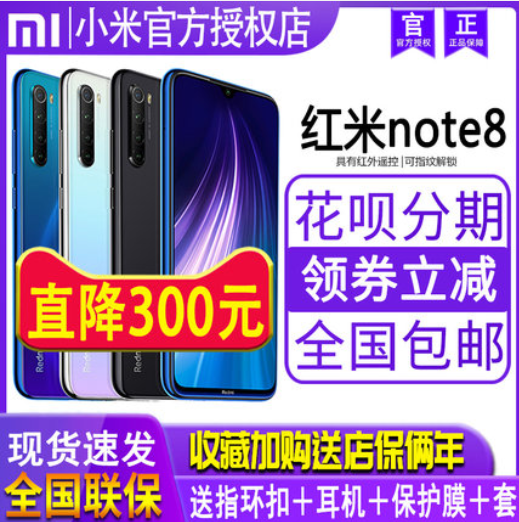 mi 小米官方授权店
官 正
官方授权 正品保障
红米note8
具有红外遥控 | 可指纹解锁
花呗分期
领券立减
全国包邮
直降300元
Redmi
现货速发
全国联保
收藏加购送店保俩年
送指环扣+耳机+保护膜+套